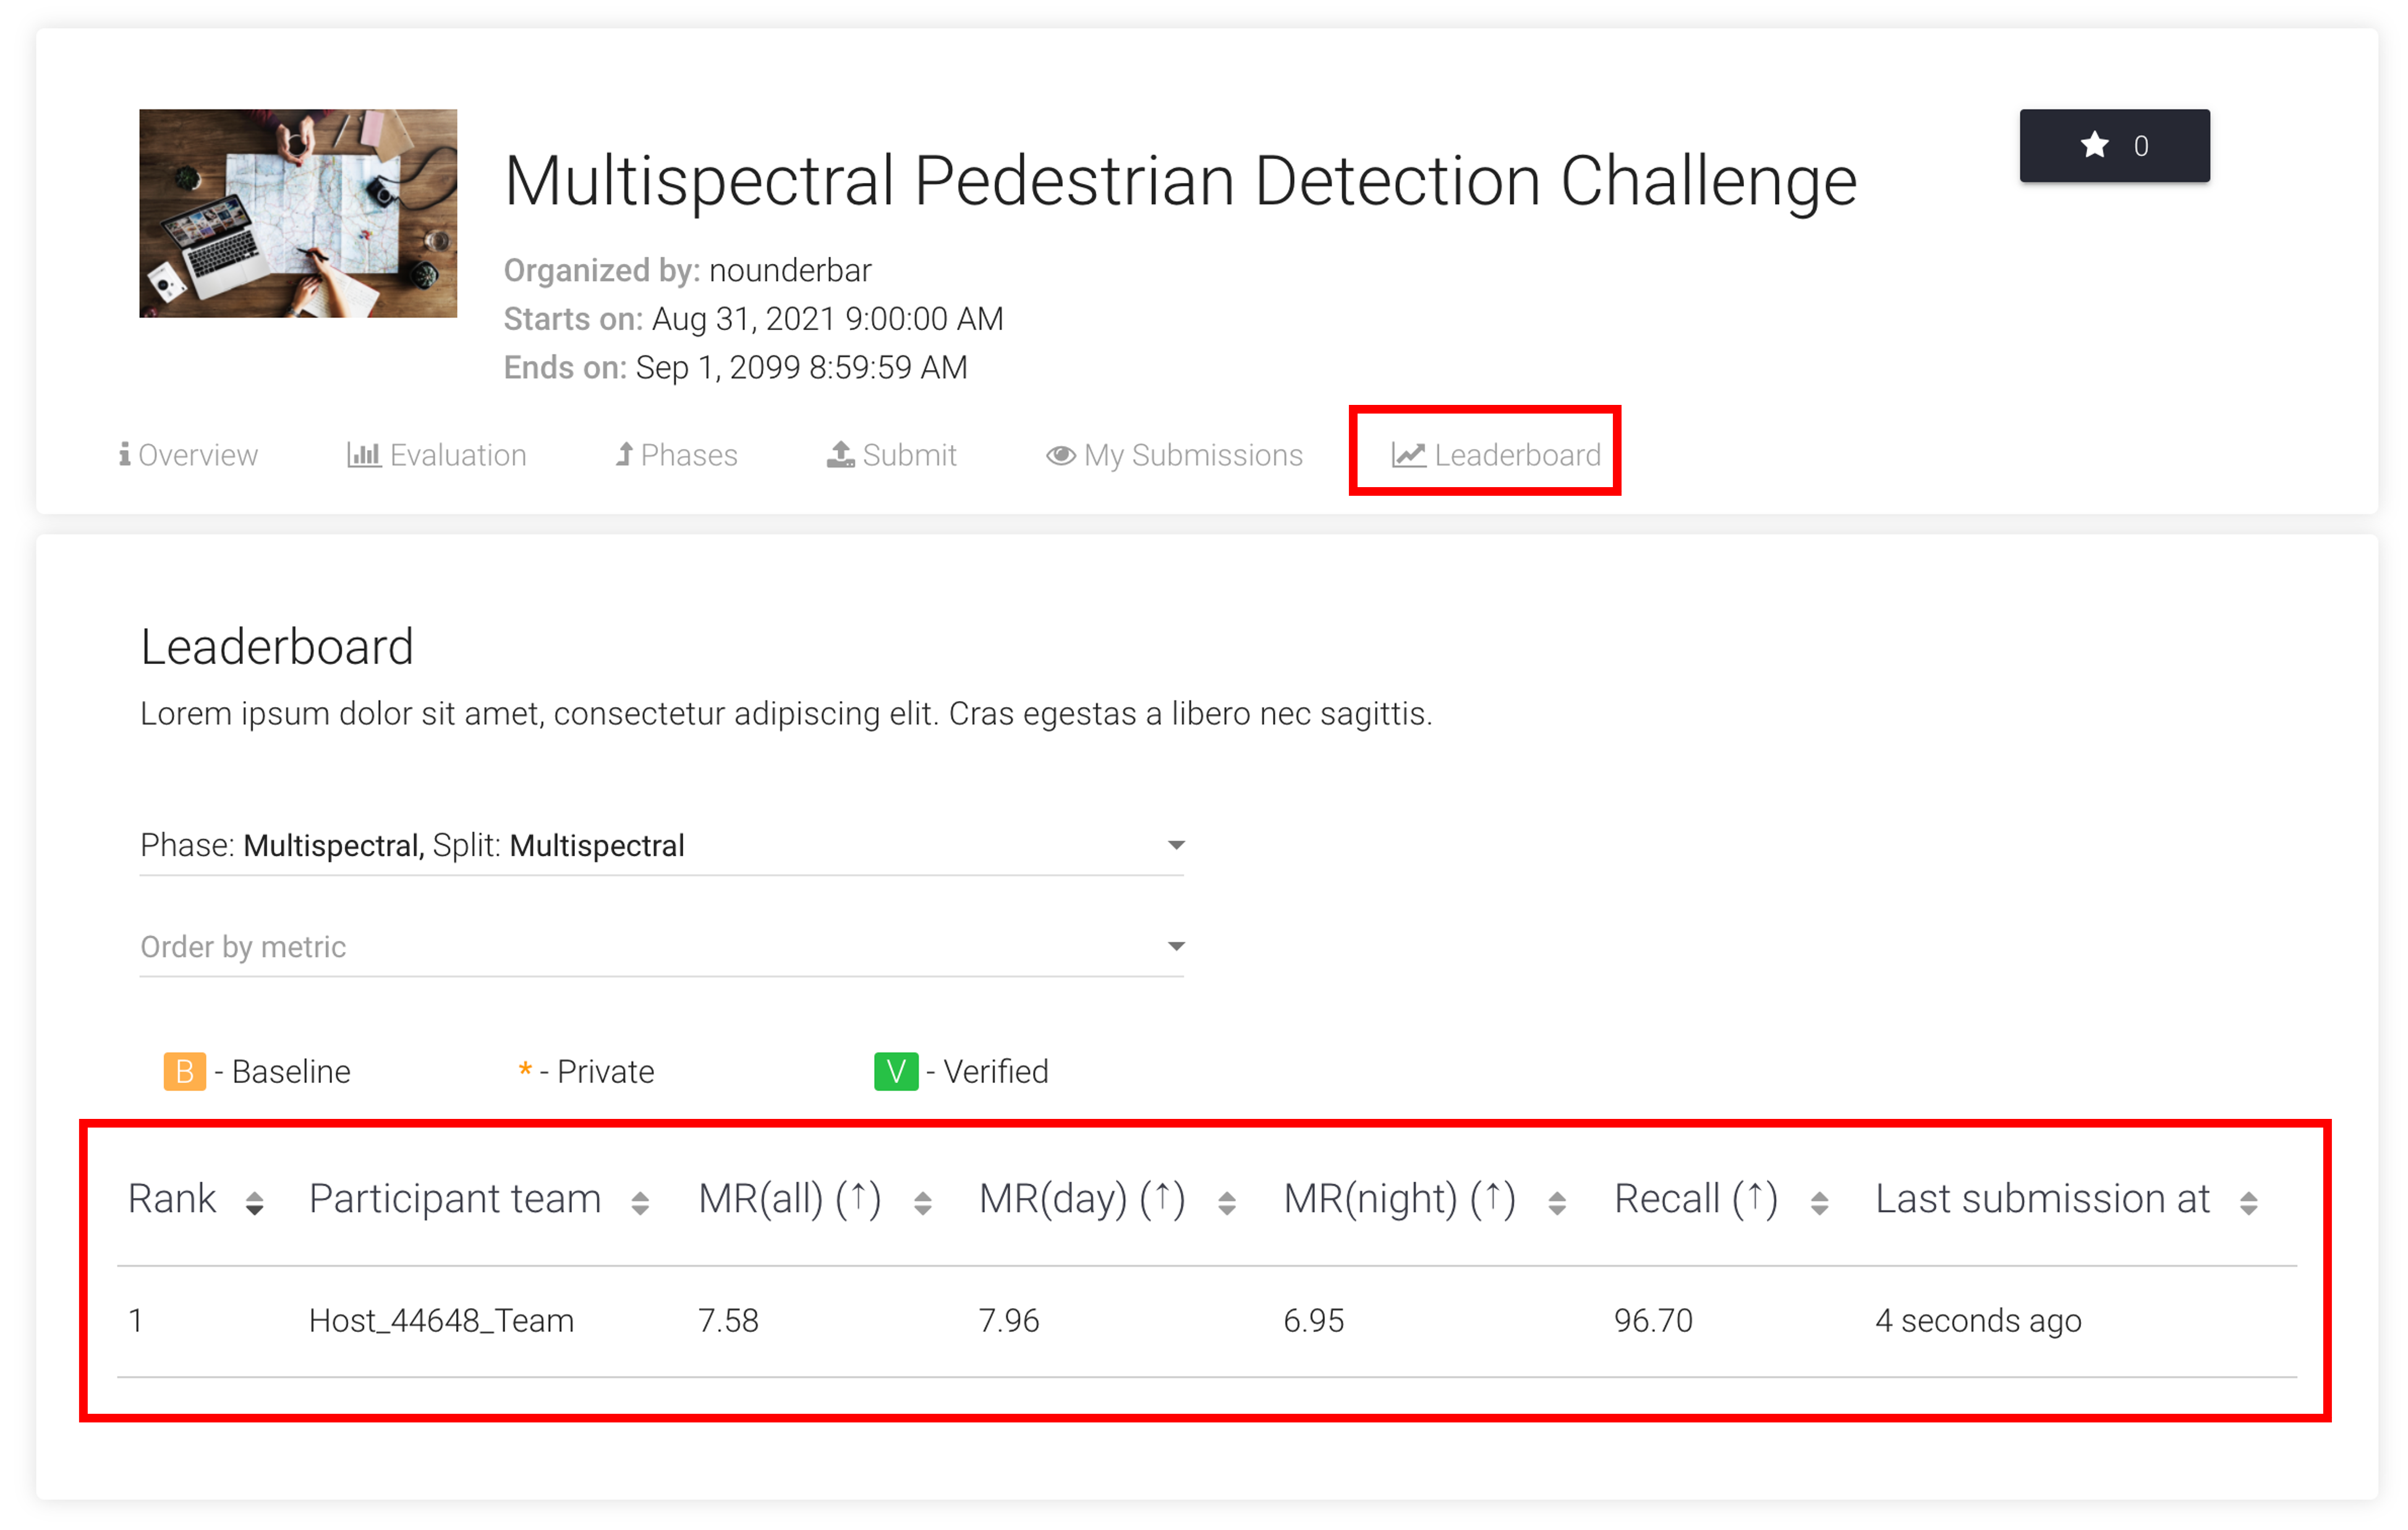 Multispectral Pedestrian Detection Challenge
0
Organized by: nounderbar
Starts on: Aug 31, 2021 9:00:00 AM
Ends on: Sep 1, 2099 8:59:59 AM
Overview Evaluation Phases Submit My Submissions Leaderboard
Leaderboard
Lorem ipsum dolor sit amet, consectetur adipiscing elit. Cras egestas a libero nec sagittis.
Phase: Multispectral, Split: Multispectral
Order by metric
B - Baseline * - Private V - Verified
Rank Participant team MR(all) (↑) MR(day) (↑) MR(night) (↑) Recall (↑) Last submission at
1 Host_44648_Team 7.58 7.96 6.95 96.70 4 seconds ago